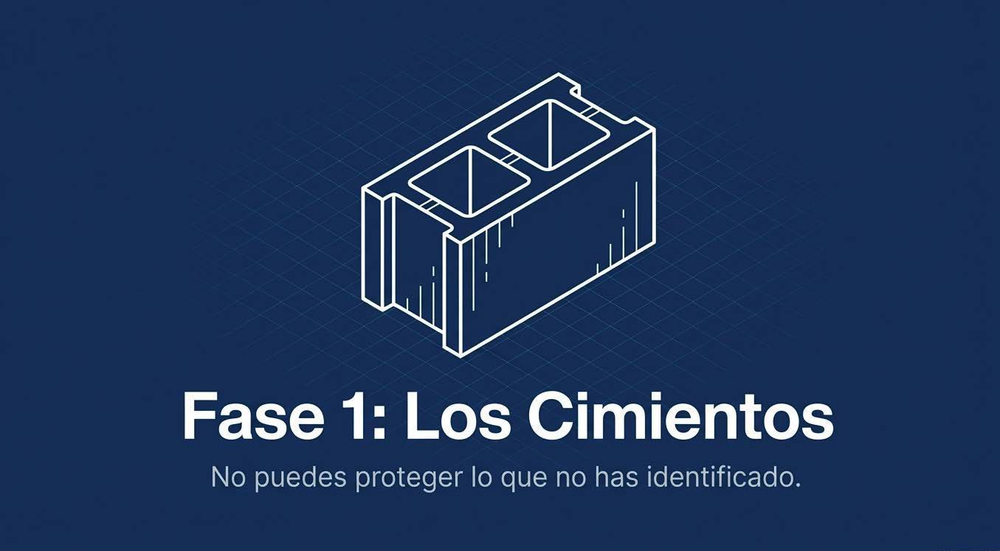 Fase 1: Los Cimientos
No puedes proteger lo que no has identificado.